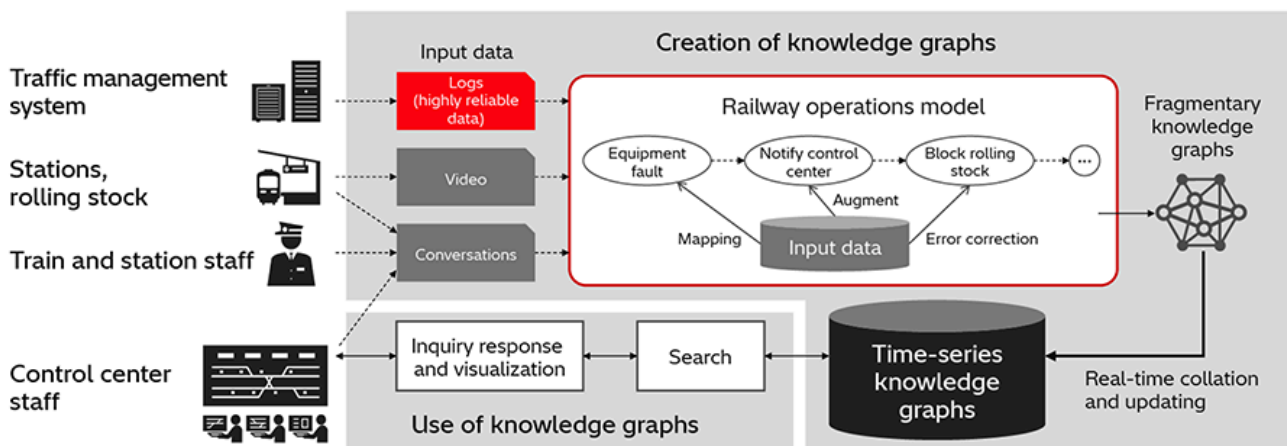 Creation of knowledge graphs
Input data
Traffic management
system
Logs
(highly reliable
data)
Railway operations model
Fragmentary
knowledge
graphs
Stations,
rolling stock
Video
Equipment
fault
Notify control
center
Block rolling
stock
...
Augment
Mapping
Input data
Error correction
Train and station staff
Conversations
Control center
staff
Inquiry response
and visualization
Search
Time-series
knowledge
graphs
Real-time collation
and updating
Use of knowledge graphs